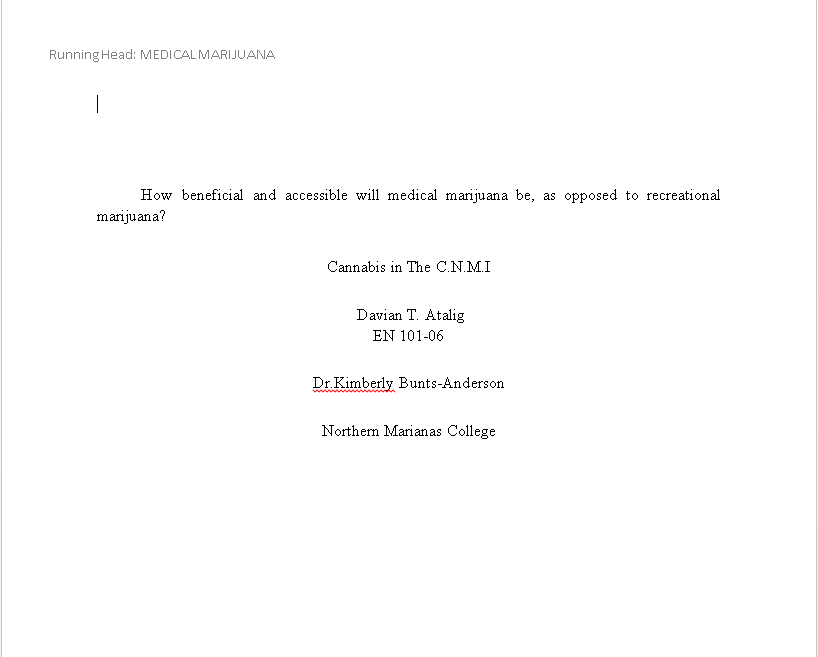 Running Head: MEDICAL MARIJUANA
How beneficial and accessible will medical marijuana be, as opposed to recreational
marijuana?
Cannabis in The C.N.M.I
Davian T. Atalig
EN 101-06
Dr.Kimberly Bunts-Anderson
Northern Marianas College